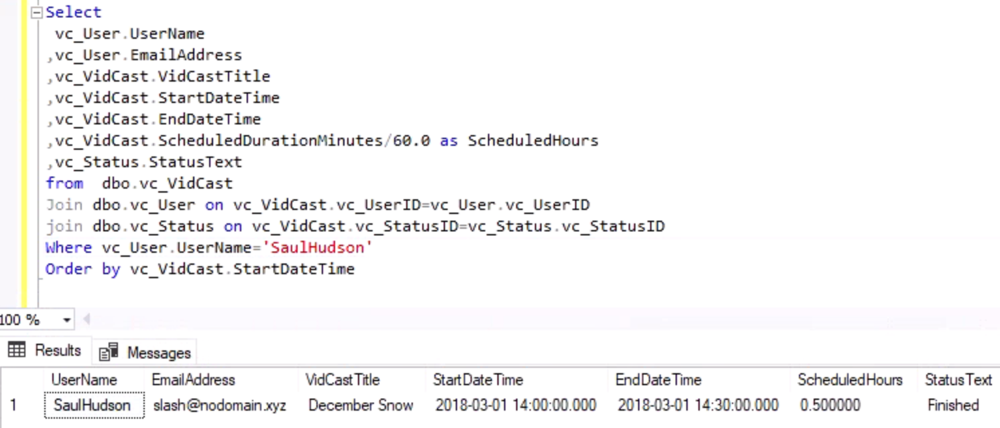 Select
vc_User.UserName
,vc_User.EmailAddress
,vc_VidCast.VidCastTitle
,vc_VidCast.StartDateTime
,vc_VidCast.EndDateTime
,vc_VidCast.ScheduledDurationMinutes/60.0 as ScheduledHours
,vc_Status.StatusText
from  dbo.vc_VidCast
Join dbo.vc_User on vc_VidCast.vc_UserID=vc_User.vc_UserID
join dbo.vc_Status on vc_VidCast.vc_StatusID=vc_Status.vc_StatusID
Where vc_User.UserName='SaulHudson'
Order by vc_VidCast.StartDateTime
100 %
Results Messages
UserName EmailAddress VidCastTitle StartDateTime EndDateTime ScheduledHours StatusText
1 SaulHudson slash@nodomain.xyz December Snow 2018-03-01 14:00:00.000 2018-03-01 14:30:00.000 0.500000 Finished